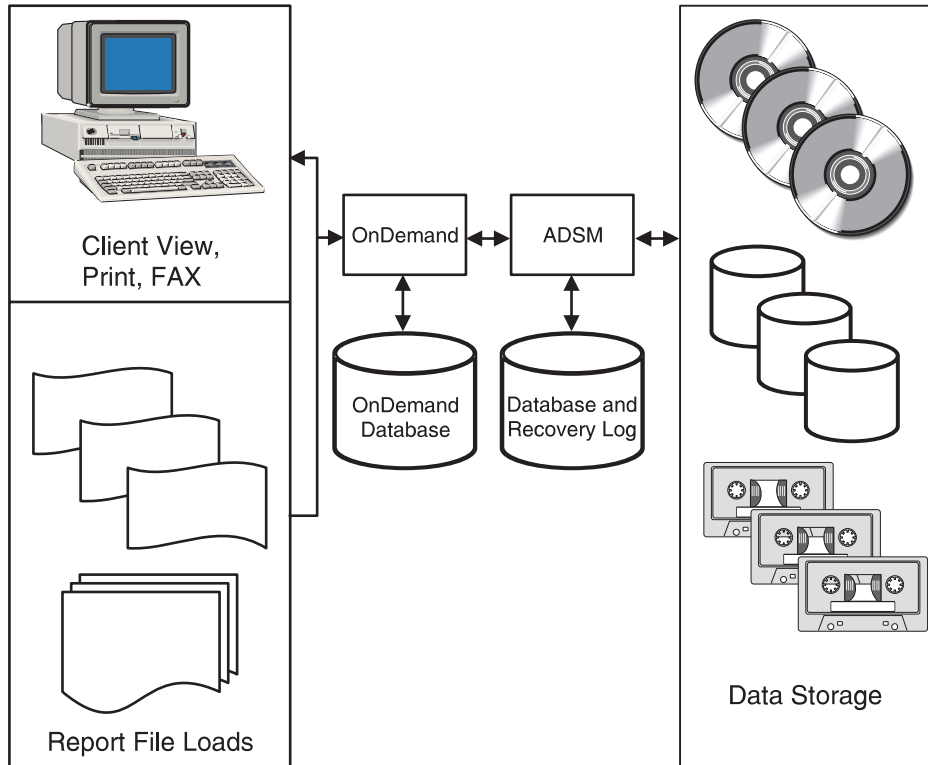 Client View,
Print, FAX
Report File Loads
OnDemand
ADSM
OnDemand
Database
Database and
Recovery Log
Data Storage